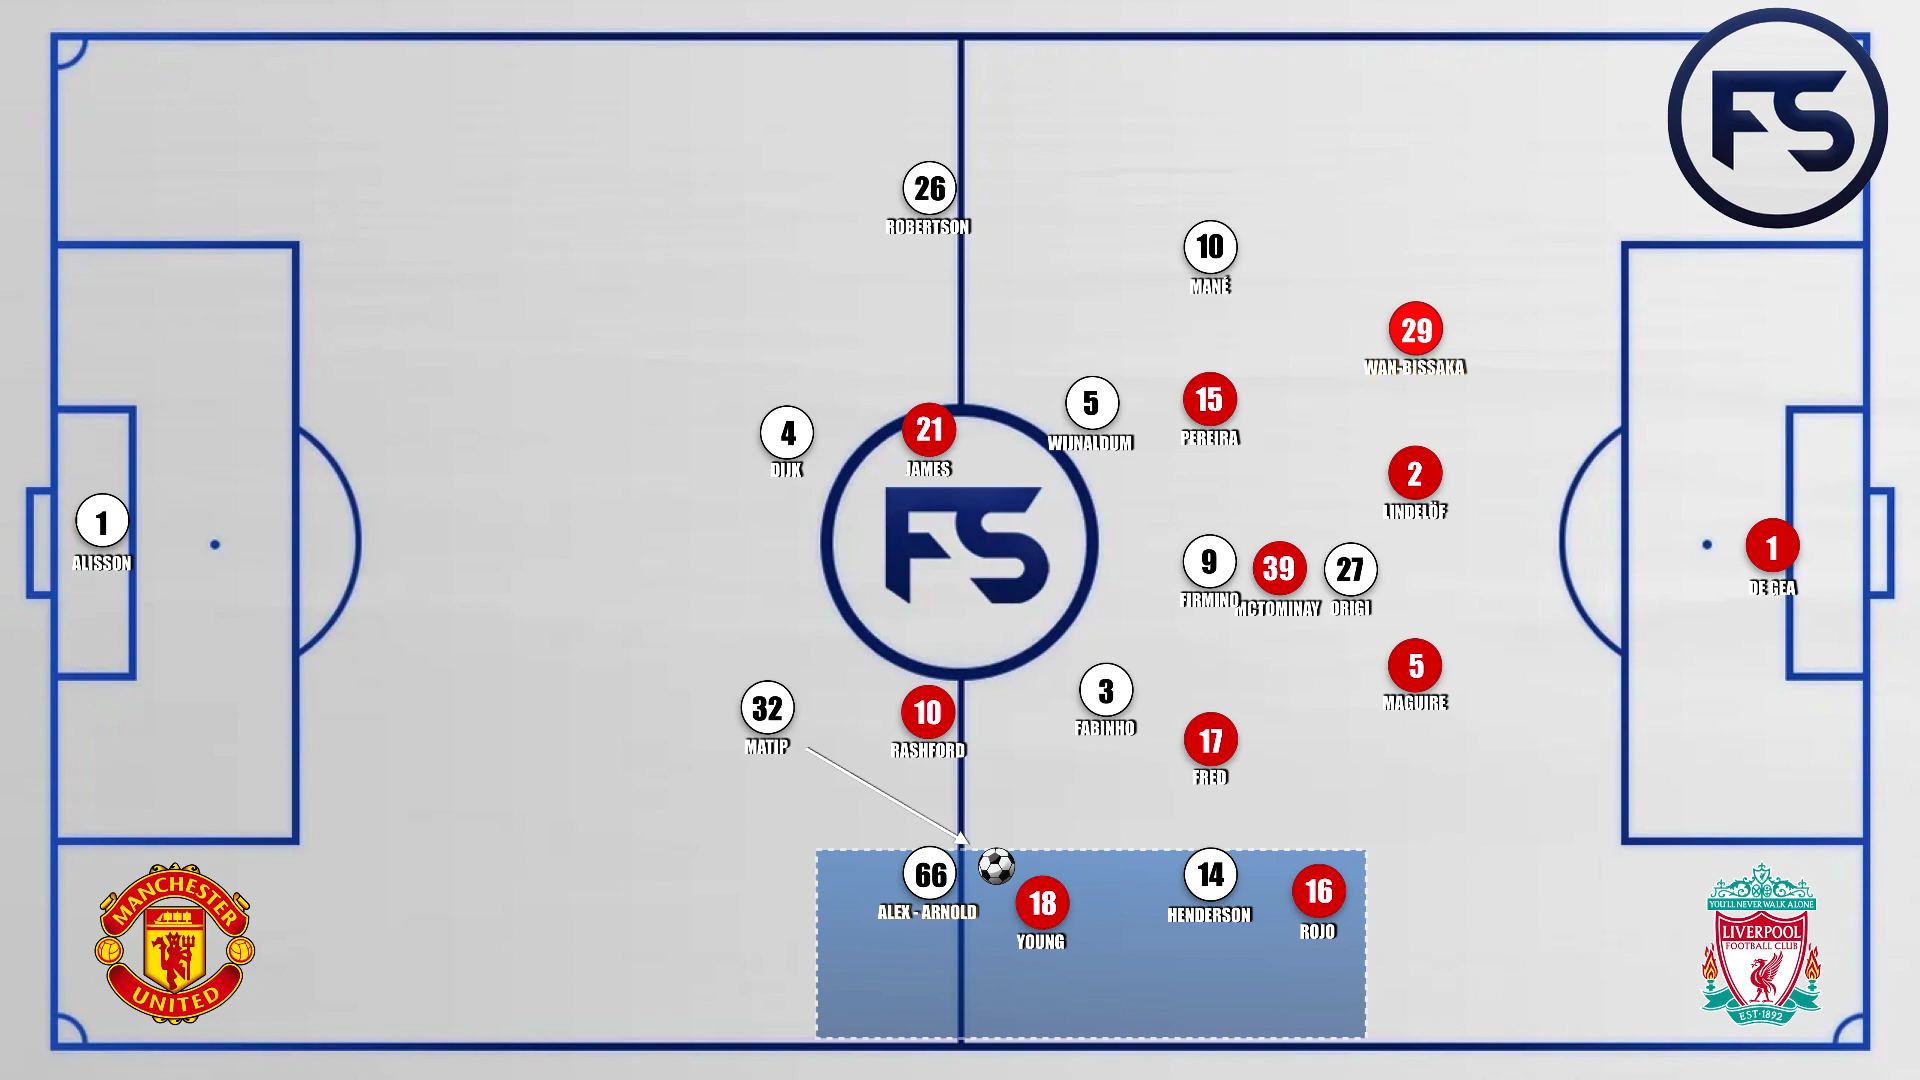 FS
26
ROBERTSON
10
MANÉ
29
WAN-BISSAKA
5
WIJNALDUM
15
PEREIRA
4
DIJK
21
JAMES
2
LINDELÖF
1
ALISSON
FS
9
FIRMINO
39
MCTOMINAY
27
ORIGI
1
DE GEA
32
MATIP
10
RASHFORD
3
FABINHO
17
FRED
5
MAGUIRE
66
ALEX - ARNOLD
18
YOUNG
14
HENDERSON
16
ROJO
MANCHESTER
UNITED
YOU'LL NEVER WALK ALONE
LIVERPOOL
FOOTBALL CLUB
EST·1892